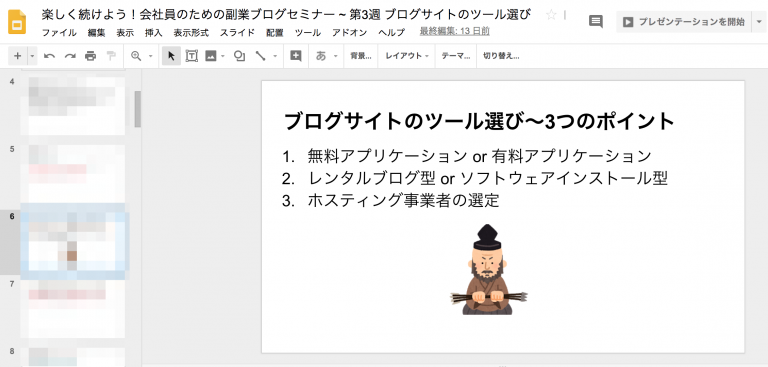 楽しく続けよう！会社員のための副業ブログセミナー ~ 第3週 ブログサイトのツール選び
ファイル 編集 表示 挿入 表示形式 スライド 配置 ツール アドオン ヘルプ 最終編集: 13 日前
プレゼンテーションを開始
あ 背景... レイアウト テーマ... 切り替え...
4
5
6
7
8
ブログサイトのツール選び〜3つのポイント
1. 無料アプリケーション or 有料アプリケーション
2. レンタルブログ型 or ソフトウェアインストール型
3. ホスティング事業者の選定